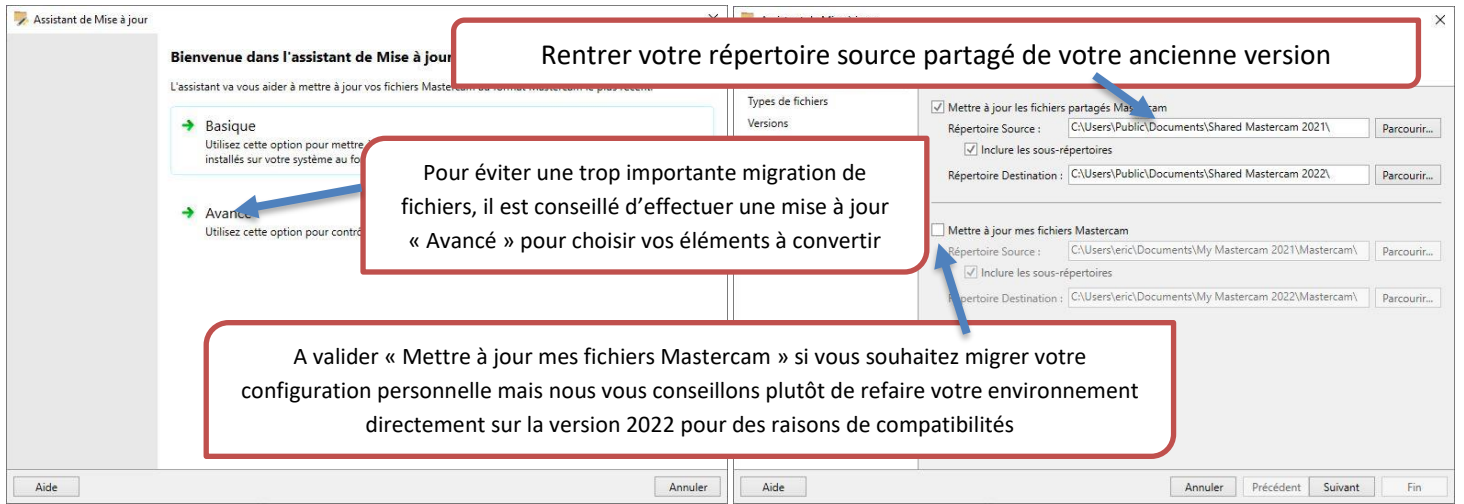 Assistant de Mise à jour
Bienvenue dans l'assistant de Mise à jour
L'assistant va vous aider à mettre à jour vos fichiers Mastercam au format Mastercam le plus récent.
Basique
Utilisez cette option pour mettre
installés sur votre système au
Avancé
Utilisez cette option pour
Aide
Annuler
Rentrer votre répertoire source partagé de votre ancienne version
Pour éviter une trop importante migration de
fichiers, il est conseillé d’effectuer une mise à jour
« Avancé » pour choisir vos éléments à convertir
Types de fichiers
Versions
Mettre à jour les fichiers partagés Mastercam
Répertoire Source :
C:\Users\Public\Documents\Shared Mastercam 2021\
Parcourir...
Inclure les sous-répertoires
Répertoire Destination :
C:\Users\Public\Documents\Shared Mastercam 2022\
Parcourir...
Mettre à jour mes fichiers Mastercam
Répertoire Source :
C:\Users\eric\Documents\My Mastercam 2021\Mastercam\
Parcourir...
Inclure les sous-répertoires
Répertoire Destination :
C:\Users\eric\Documents\My Mastercam 2022\Mastercam\
Parcourir...
A valider « Mettre à jour mes fichiers Mastercam » si vous souhaitez migrer votre
configuration personnelle mais nous vous conseillons plutôt de refaire votre environnement
directement sur la version 2022 pour des raisons de compatibilités
Aide
Annuler
Précédent
Suivant
Fin